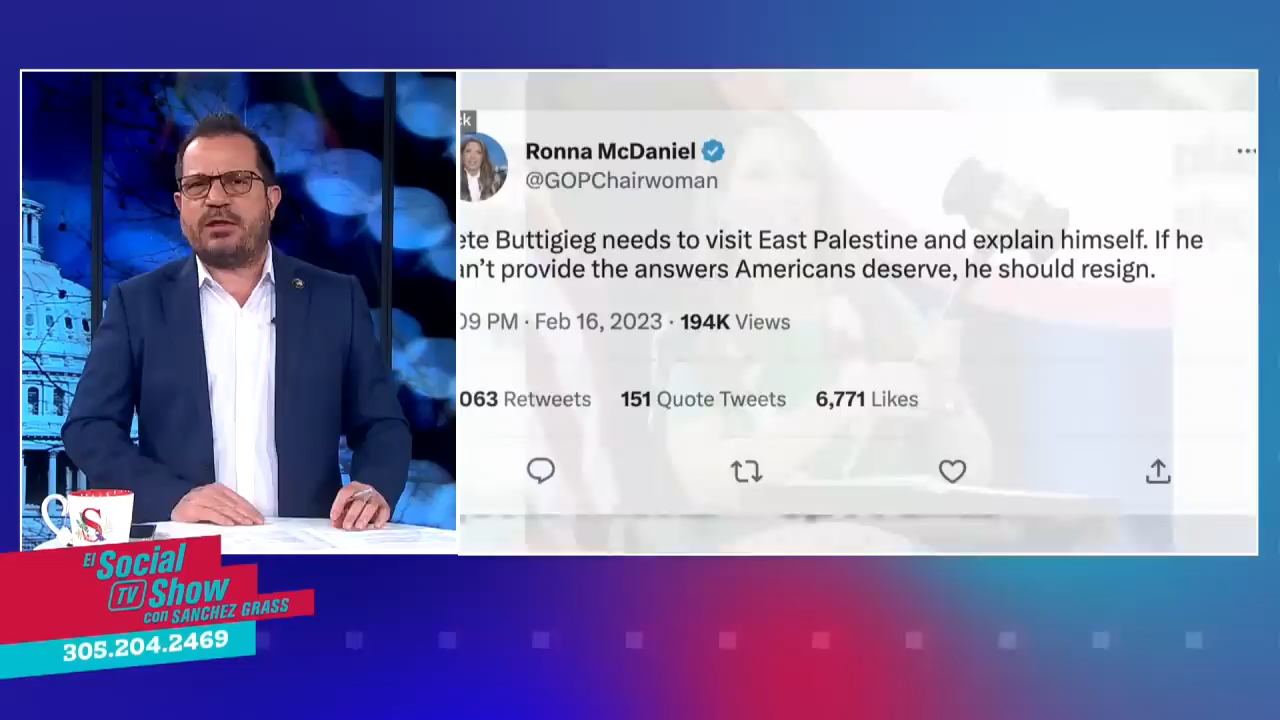 Ronna McDaniel
@GOPChairwoman
ete Buttigieg needs to visit East Palestine and explain himself. If he
an't provide the answers Americans deserve, he should resign.
09 PM · Feb 16, 2023 · 194K Views
063 Retweets 151 Quote Tweets 6,771 Likes
S
El
Social
TV Show
con SANCHEZ GRASS
305.204.2469